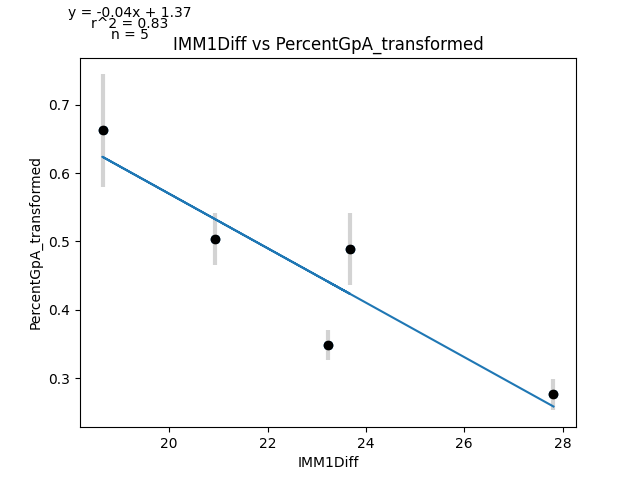 y = -0.04x + 1.37
r^2 = 0.83
n = 5
IMM1Diff vs PercentGpA_transformed
0.7
0.6
0.5
0.4
0.3
PercentGpA_transformed
20 22 24 26 28
IMM1Diff